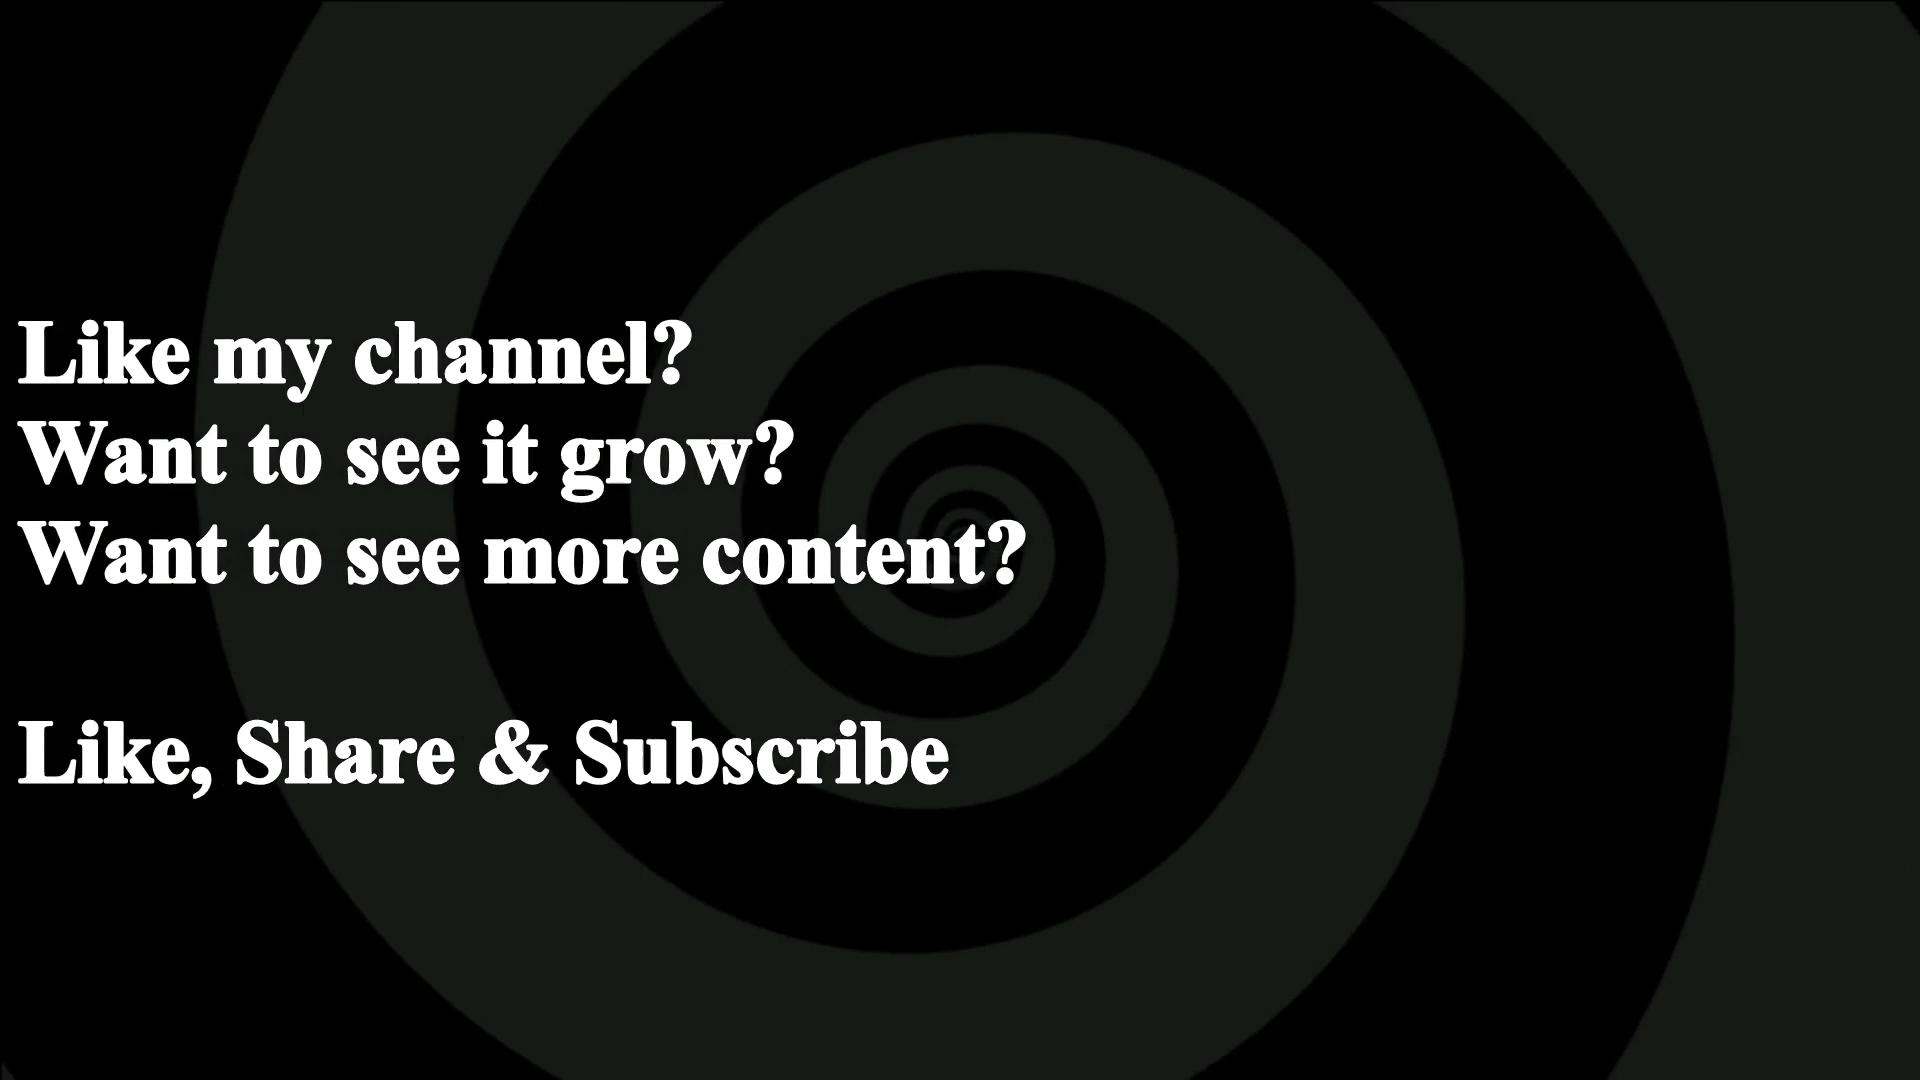 Like my channel?
Want to see it grow?
Want to see more content?
Like, Share & Subscribe